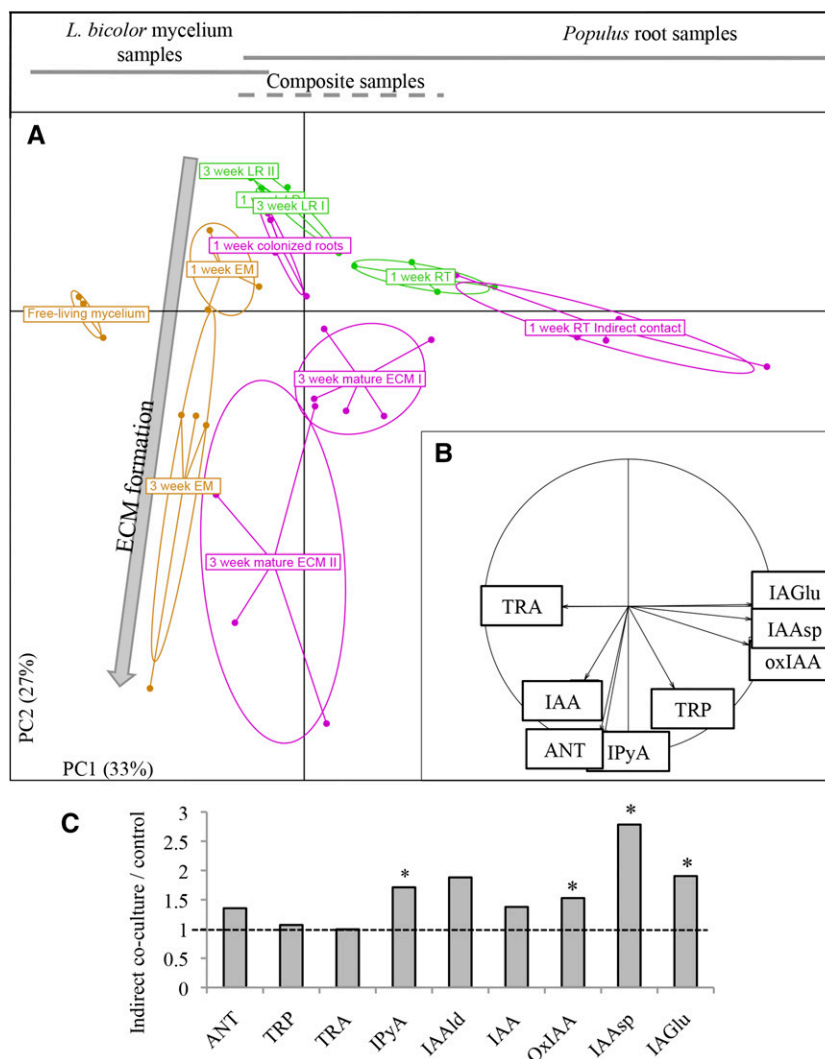 L. bicolor mycelium
samples
Populus root samples
Composite samples
A
3 week LR II
3 week LR I
1 week colonized roots
1 week EM
1 week RT
Free-living mycelium
1 week RT Indirect contact
3 week mature ECM I
ECM formation
3 week EM
3 week mature ECM II
PC2 (27%)
PC1 (33%)
B
TRA
IAGlu
IAAsp
oxIAA
IAA
TRP
ANT
IPyA
C
Indirect co-culture / control
3
2.5
2
1.5
1
0.5
0
*
*
*
*
ANT
TRP
TRA
IPyA
IAAld
IAA
OxIAA
IAAsp
IAGlu